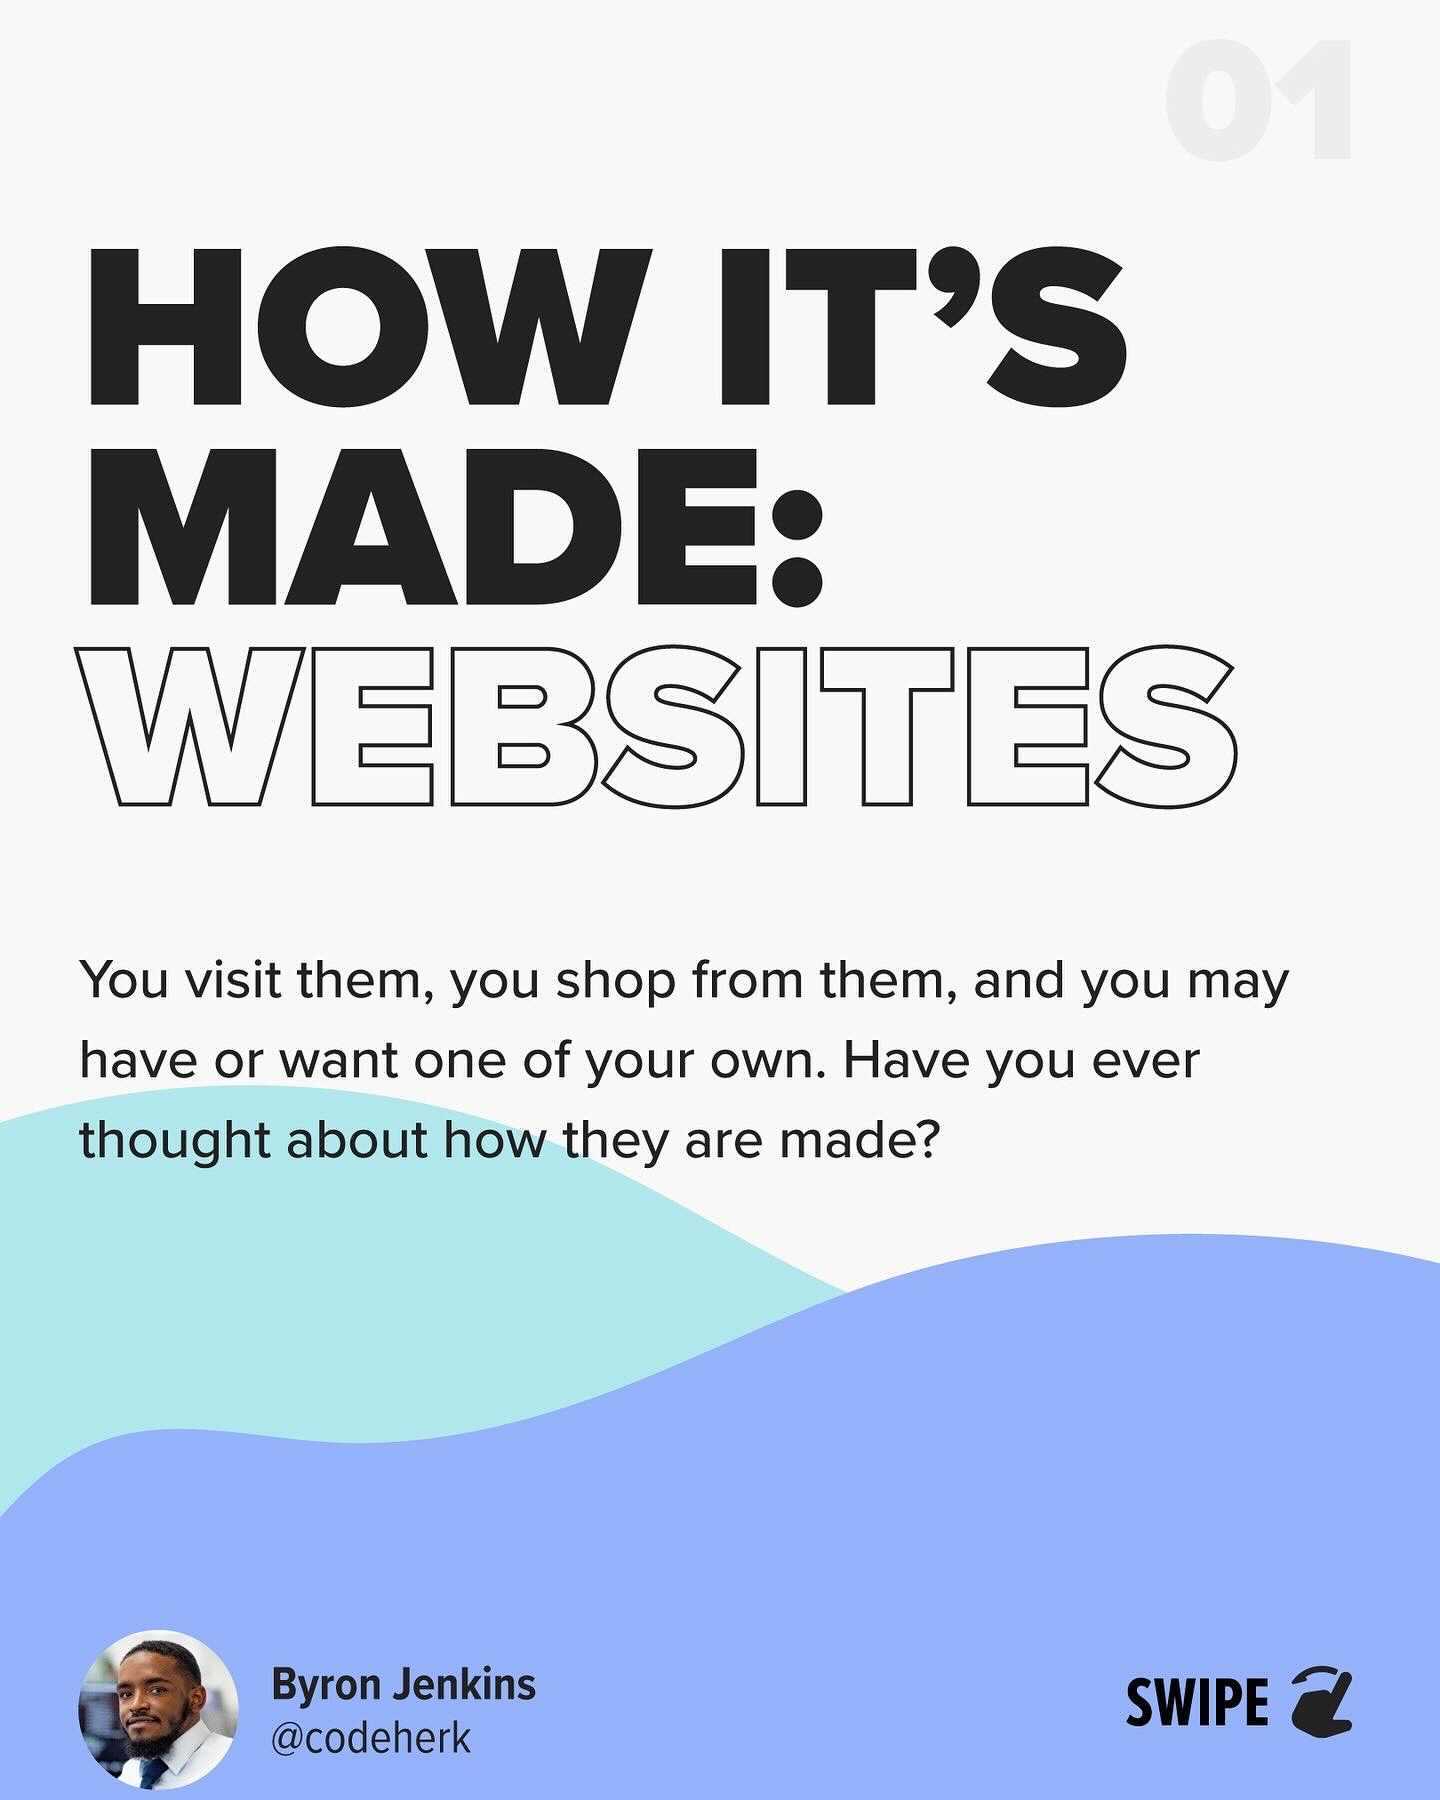 01
HOW IT’S
MADE:
WEBSITES
You visit them, you shop from them, and you may
have or want one of your own. Have you ever
thought about how they are made?
Byron Jenkins
@codeherk
SWIPE